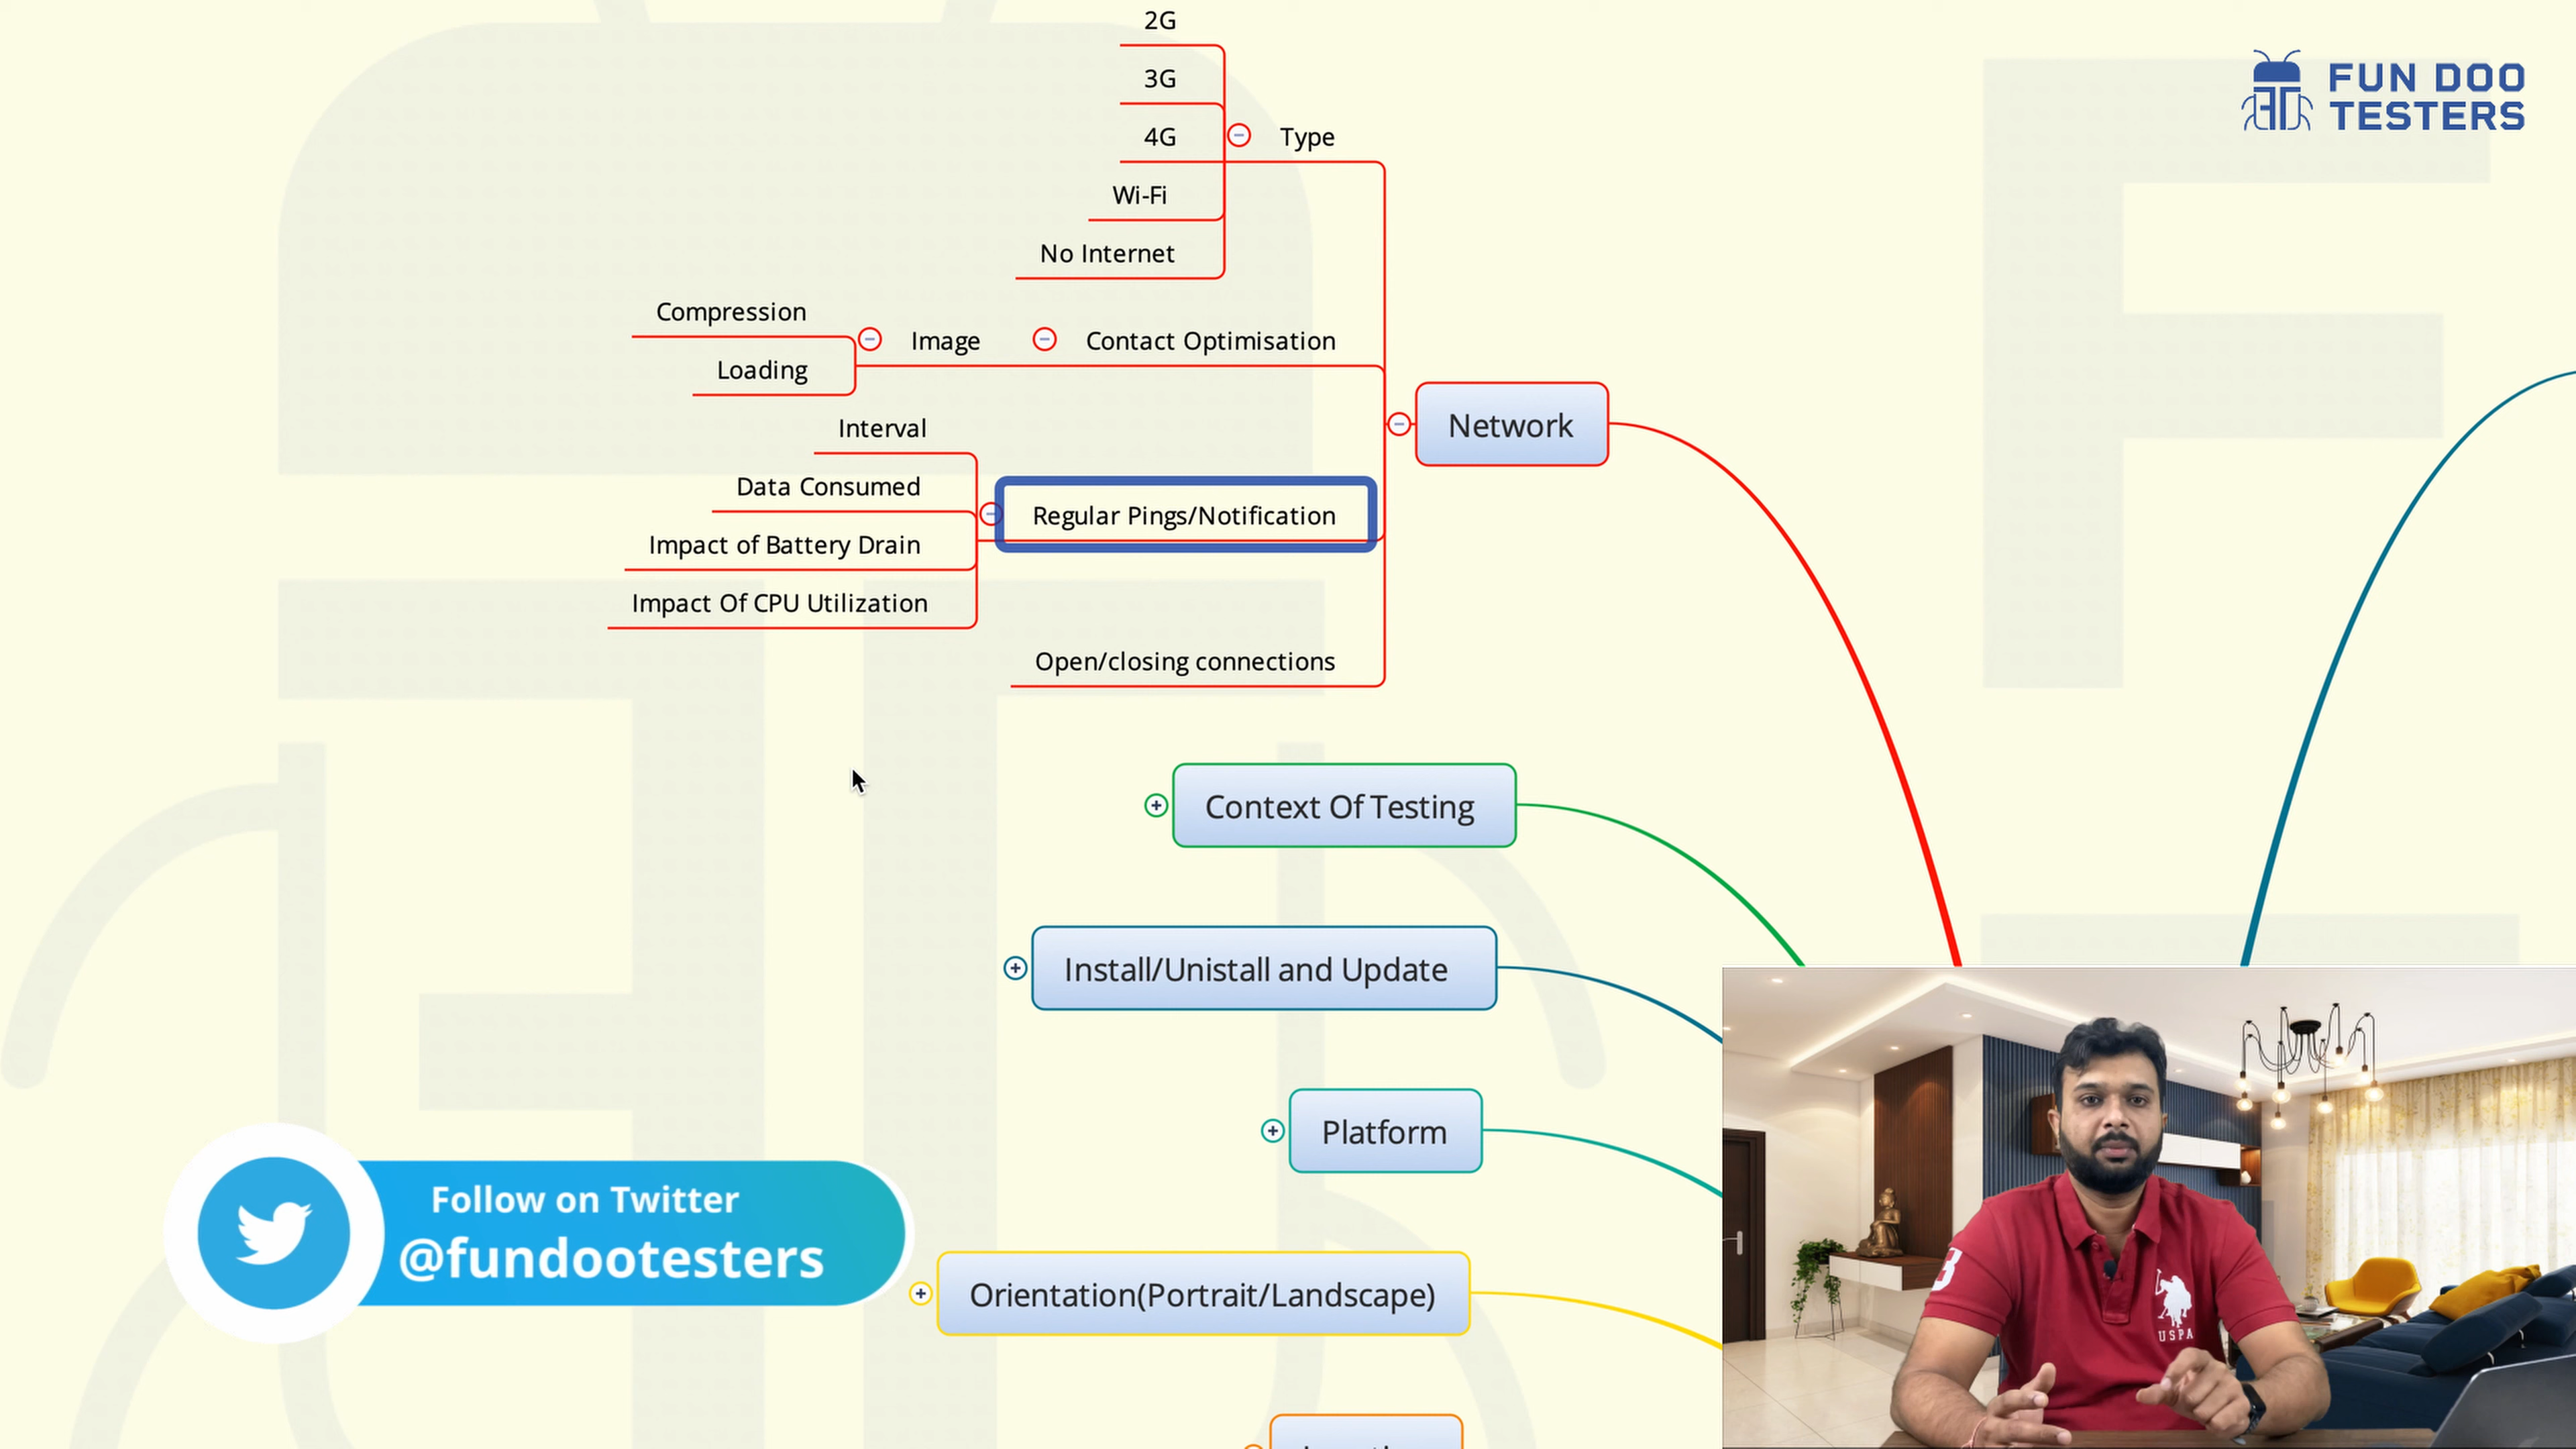 2G
3G
4G
Wi-Fi
No Internet
Type
Compression
Loading
Image
Contact Optimisation
Interval
Data Consumed
Impact of Battery Drain
Impact Of CPU Utilization
Regular Pings/Notification
Open/closing connections
Network
Context Of Testing
Install/Unistall and Update
Platform
Orientation(Portrait/Landscape)
FUN DOO
TESTERS
Follow on Twitter
@fundootesters
USPA